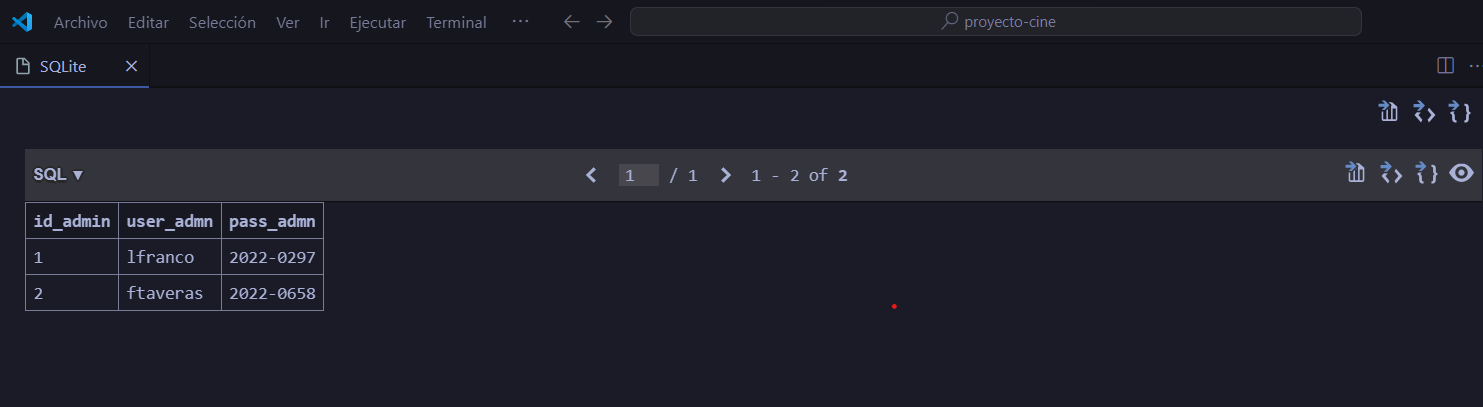 Archivo Editar Selección Ver Ir Ejecutar Terminal ··· proyecto-cine
SQLite
SQL ▼ 1 / 1 1 - 2 of 2
id_admin user_admn pass_admn
1 lfranco 2022-0297
2 ftaveras 2022-0658